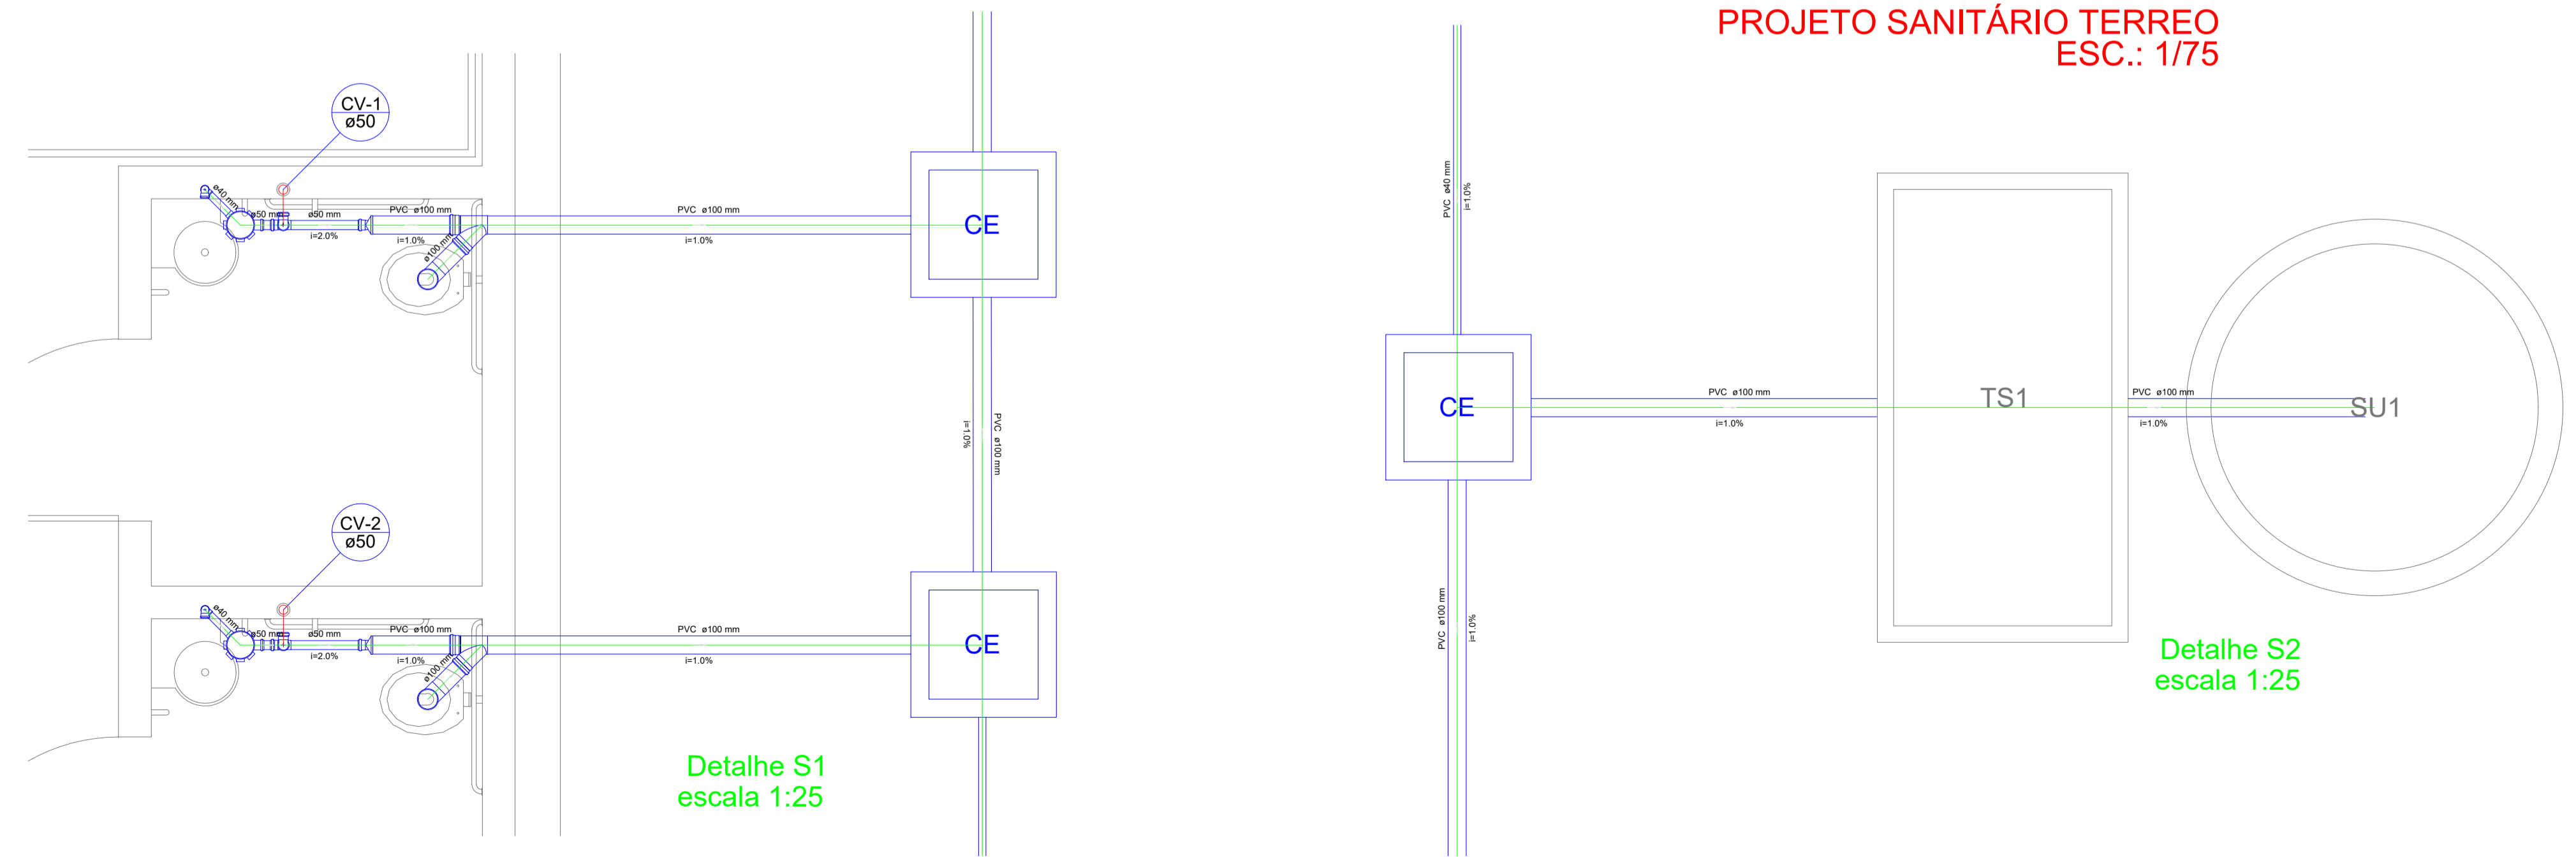 PROJETO SANITÁRIO TERREO
ESC.: 1/75
CV-1
ø50
ø40 mm
ø50 mm
ø50 mm
i=2.0%
PVC ø100 mm
i=1.0%
ø100 mm
PVC ø100 mm
i=1.0%
CE
i=1.0%
PVC ø100 mm
CV-2
ø50
ø40 mm
ø50 mm
ø50 mm
i=2.0%
PVC ø100 mm
i=1.0%
ø100 mm
PVC ø100 mm
i=1.0%
CE
Detalhe S1
escala 1:25
PVC ø40 mm
i=1.0%
CE
PVC ø100 mm
i=1.0%
TS1
PVC ø100 mm
i=1.0%
SU1
PVC ø100 mm
i=1.0%
Detalhe S2
escala 1:25